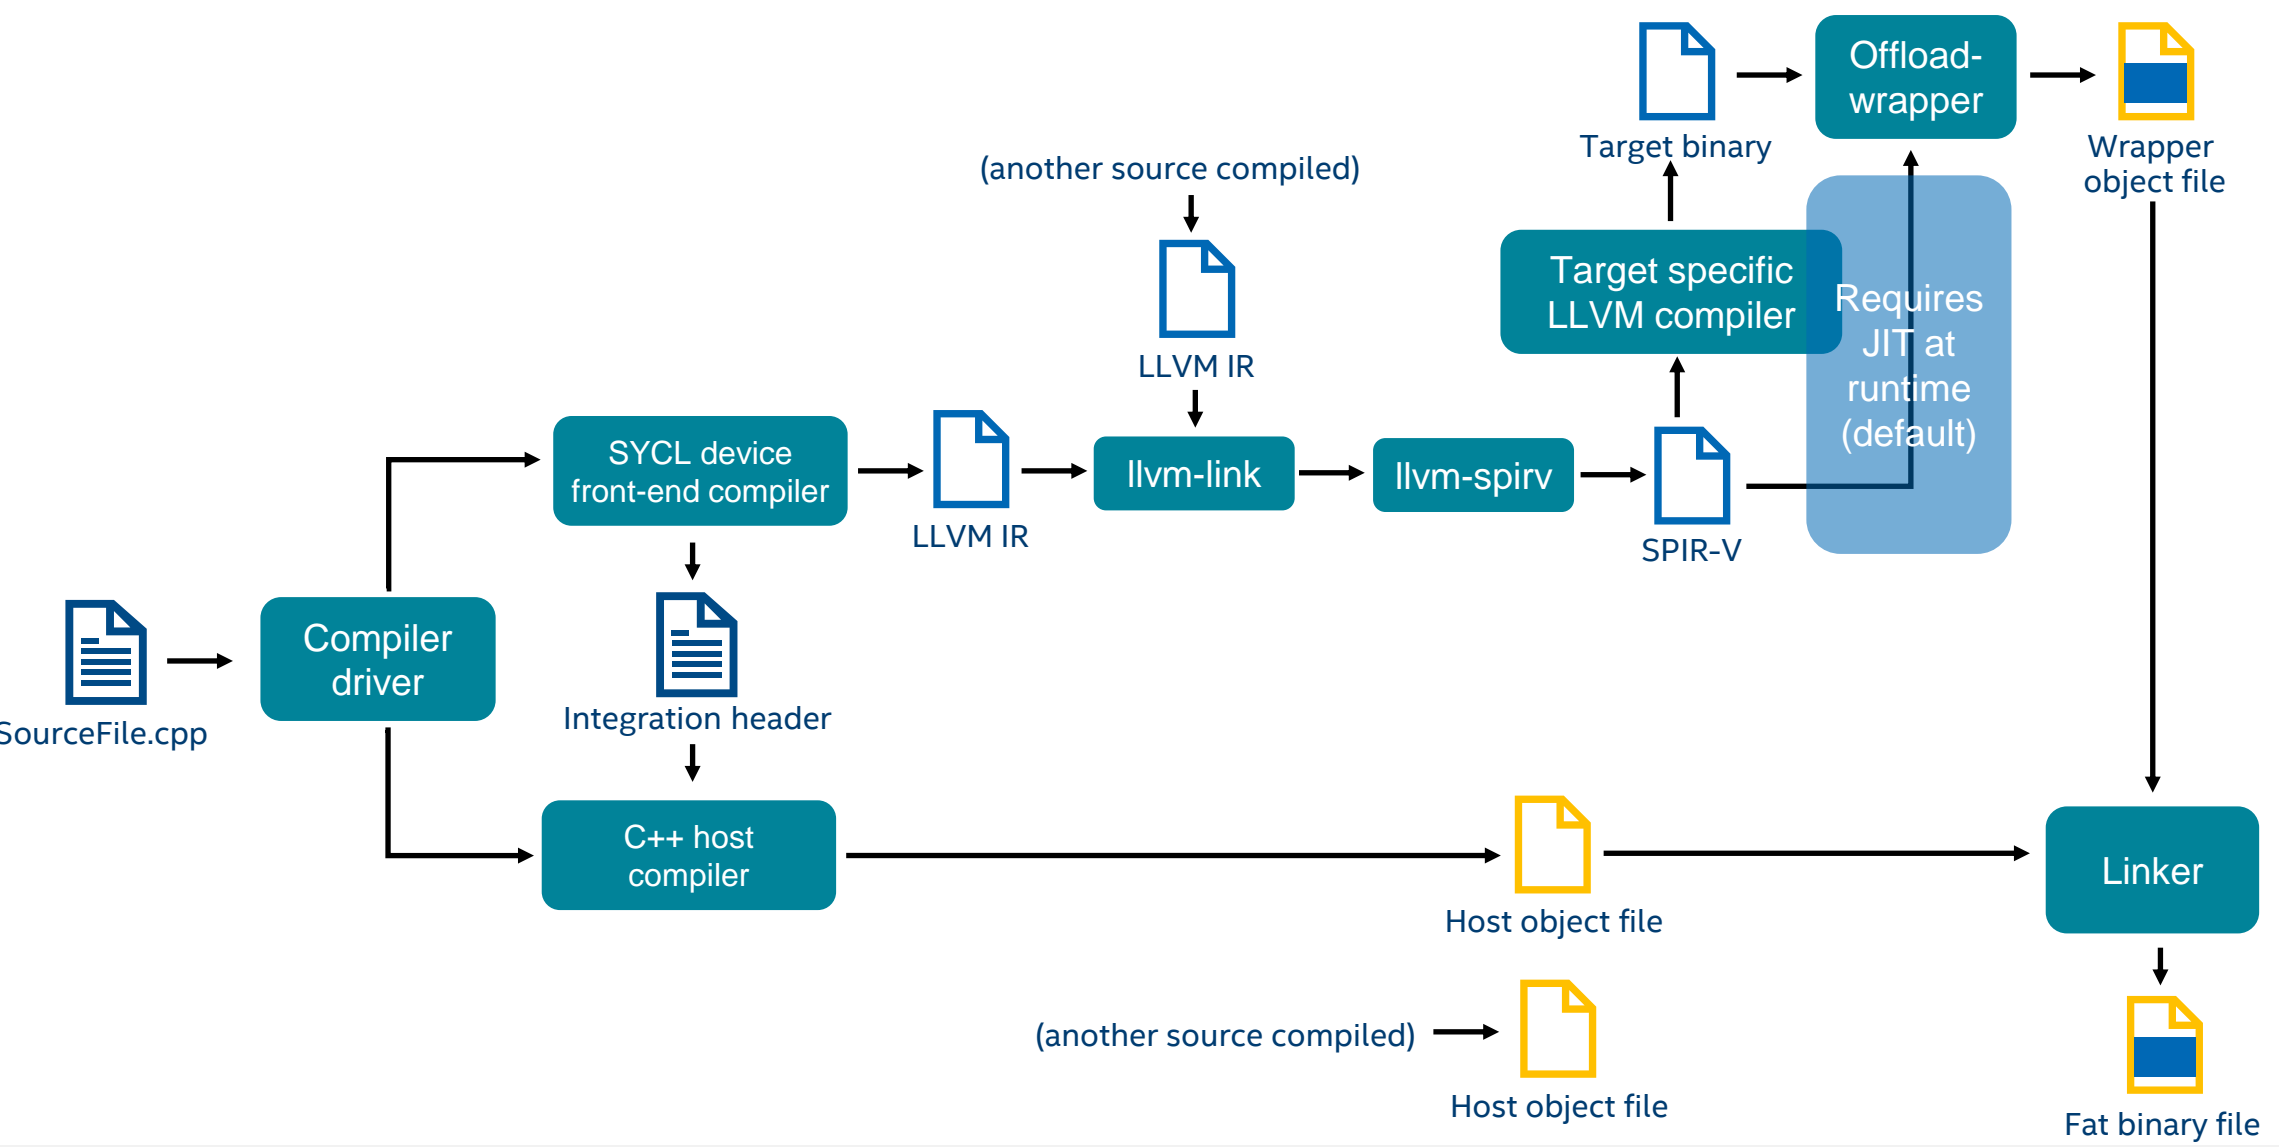 Offload-
wrapper
Target binary
Wrapper
object file
(another source compiled)
Target specific
LLVM compiler
Requires
JIT at
runtime
(default)
LLVM IR
SYCL device
front-end compiler
LLVM IR
llvm-link
llvm-spirv
SPIR-V
Compiler
driver
SourceFile.cpp
Integration header
C++ host
compiler
Host object file
Linker
(another source compiled)
Host object file
Fat binary file